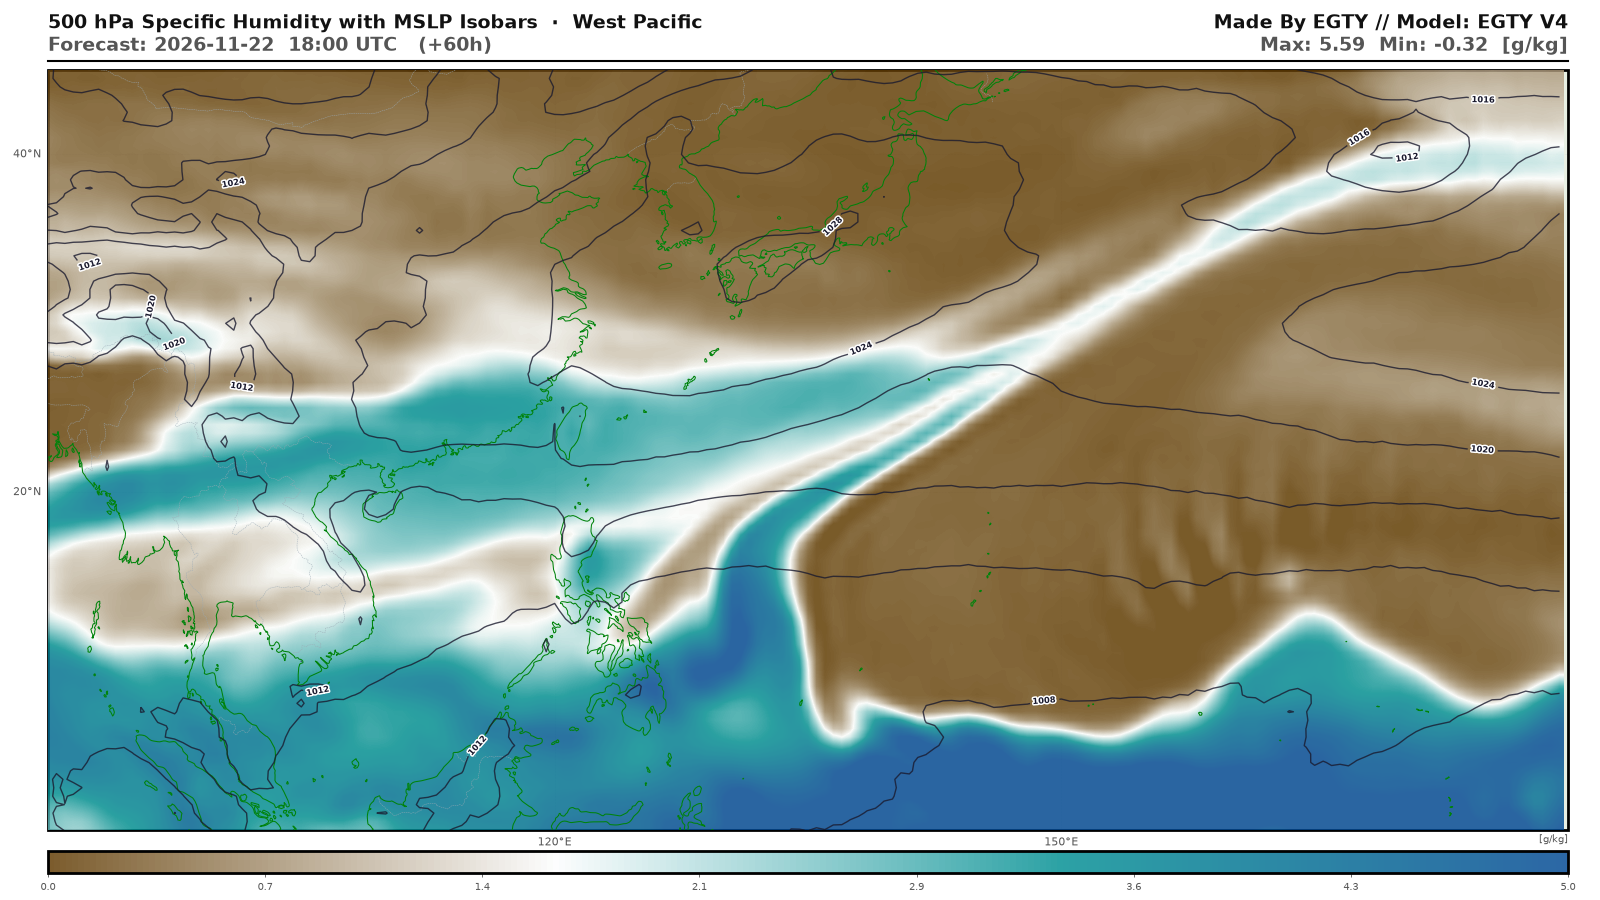 500 hPa Specific Humidity with MSLP Isobars · West Pacific
Made By EGTY // Model: EGTY V4
Forecast: 2026-11-22 18:00 UTC (+60h)
Max: 5.59 Min: -0.32 [g/kg]
1016
1016
40°N
1012
1024
1028
1012
1020
1020
1024
1012
1024
1020
20°N
1012
1008
1012
120°E
150°E
[g/kg]
0.0
0.7
1.4
2.1
2.9
3.6
4.3
5.0